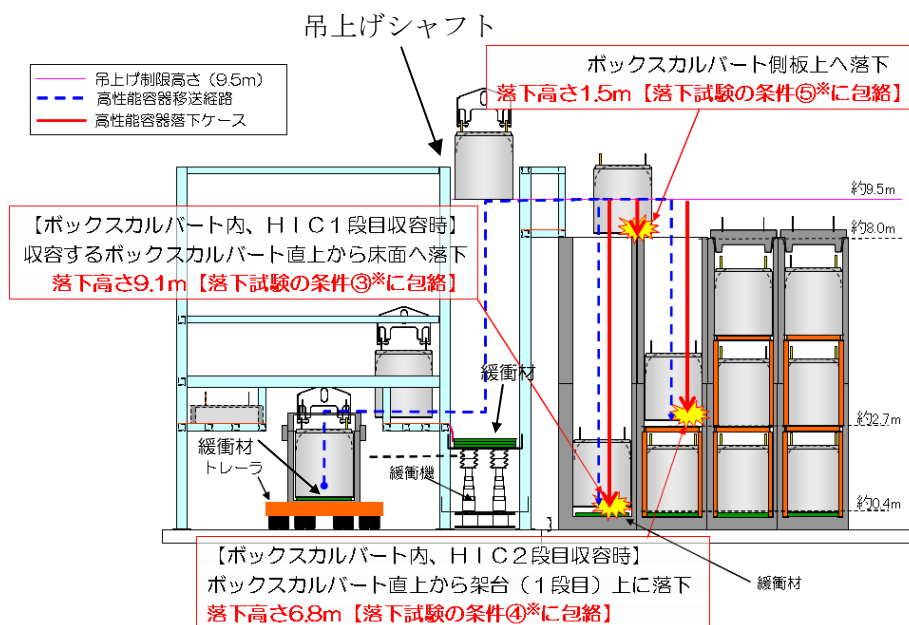 吊上げシャフト
吊上げ制限高さ（9.5m）
高性能容器移送経路
高性能容器落下ケース
ボックスカルバート側板上へ落下
落下高さ1.5m【落下試験の条件⑤※に包絡】
約9.5m
約8.0m
【ボックスカルバート内、ＨＩＣ１段目収容時】
収容するボックスカルバート直上から床面へ落下
落下高さ9.1m【落下試験の条件③※に包絡】
緩衝材
約2.7m
緩衝材
トレーラ
緩衝機
約0.4m
【ボックスカルバート内、ＨＩＣ２段目収容時】
ボックスカルバート直上から架台（１段目）上に落下
落下高さ6.8m【落下試験の条件④※に包絡】
緩衝材